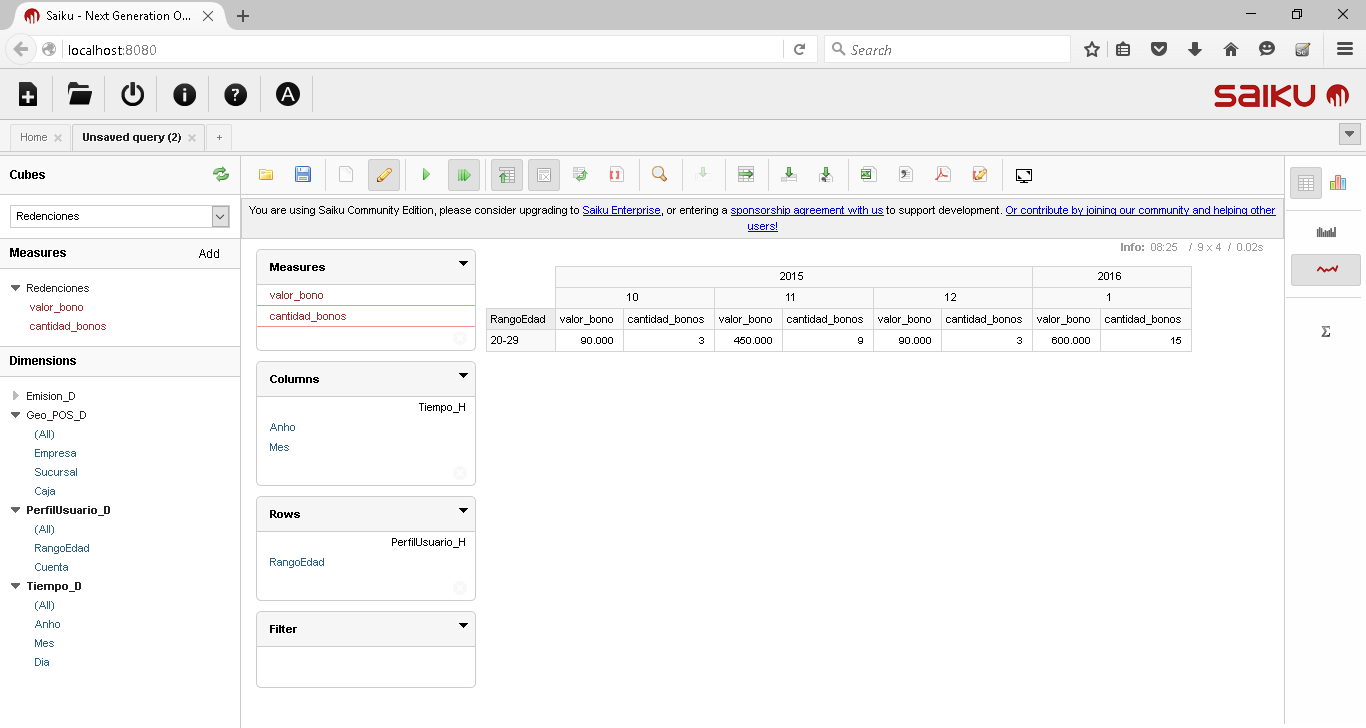 Saiku - Next Generation O...
localhost:8080
Search
SAIKU
Home
Unsaved query (2)
+
Cubes
Redenciones
Measures Add
Redenciones
valor_bono
cantidad_bonos
Dimensions
Emision_D
Geo_POS_D
(All)
Empresa
Sucursal
Caja
PerfilUsuario_D
(All)
RangoEdad
Cuenta
Tiempo_D
(All)
Anho
Mes
Dia
You are using Saiku Community Edition, please consider upgrading to Saiku Enterprise, or entering a sponsorship agreement with us to support development. Or contribute by joining our community and helping other
users!
Info: 08:25 / 9 x 4 / 0.02s
Measures
valor_bono
cantidad_bonos
Columns
Tiempo_H
Anho
Mes
Rows
PerfilUsuario_H
RangoEdad
Filter
2015 2016
10 11 12 1
RangoEdad valor_bono cantidad_bonos valor_bono cantidad_bonos valor_bono cantidad_bonos valor_bono cantidad_bonos
20-29 90.000 3 450.000 9 90.000 3 600.000 15
Σ